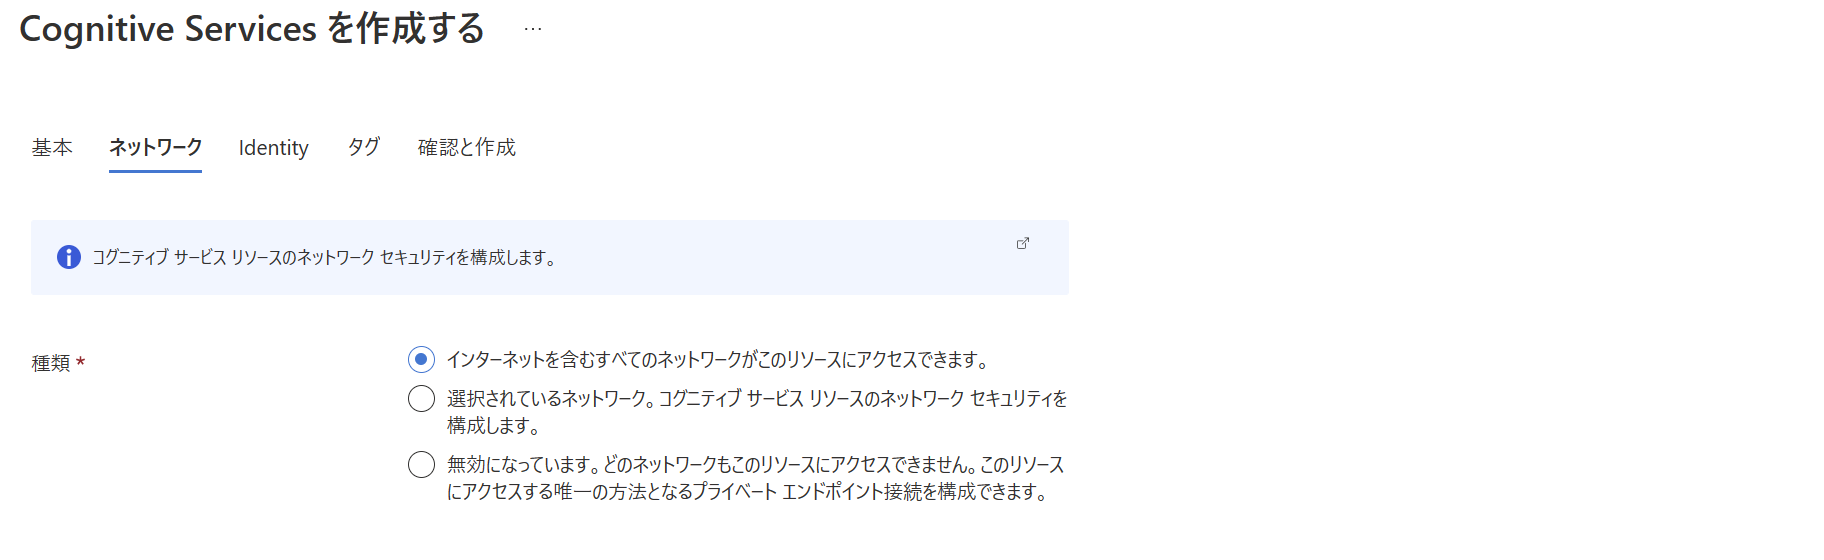 Cognitive Services を作成する ...
基本 ネットワーク Identity タグ 確認と作成
コグニティブ サービス リソースのネットワーク セキュリティを構成します。
種類 *
インターネットを含むすべてのネットワークがこのリソースにアクセスできます。
選択されているネットワーク。コグニティブ サービス リソースのネットワーク セキュリティを
構成します。
無効になっています。どのネットワークもこのリソースにアクセスできません。このリソース
にアクセスする唯一の方法となるプライベート エンドポイント接続を構成できます。